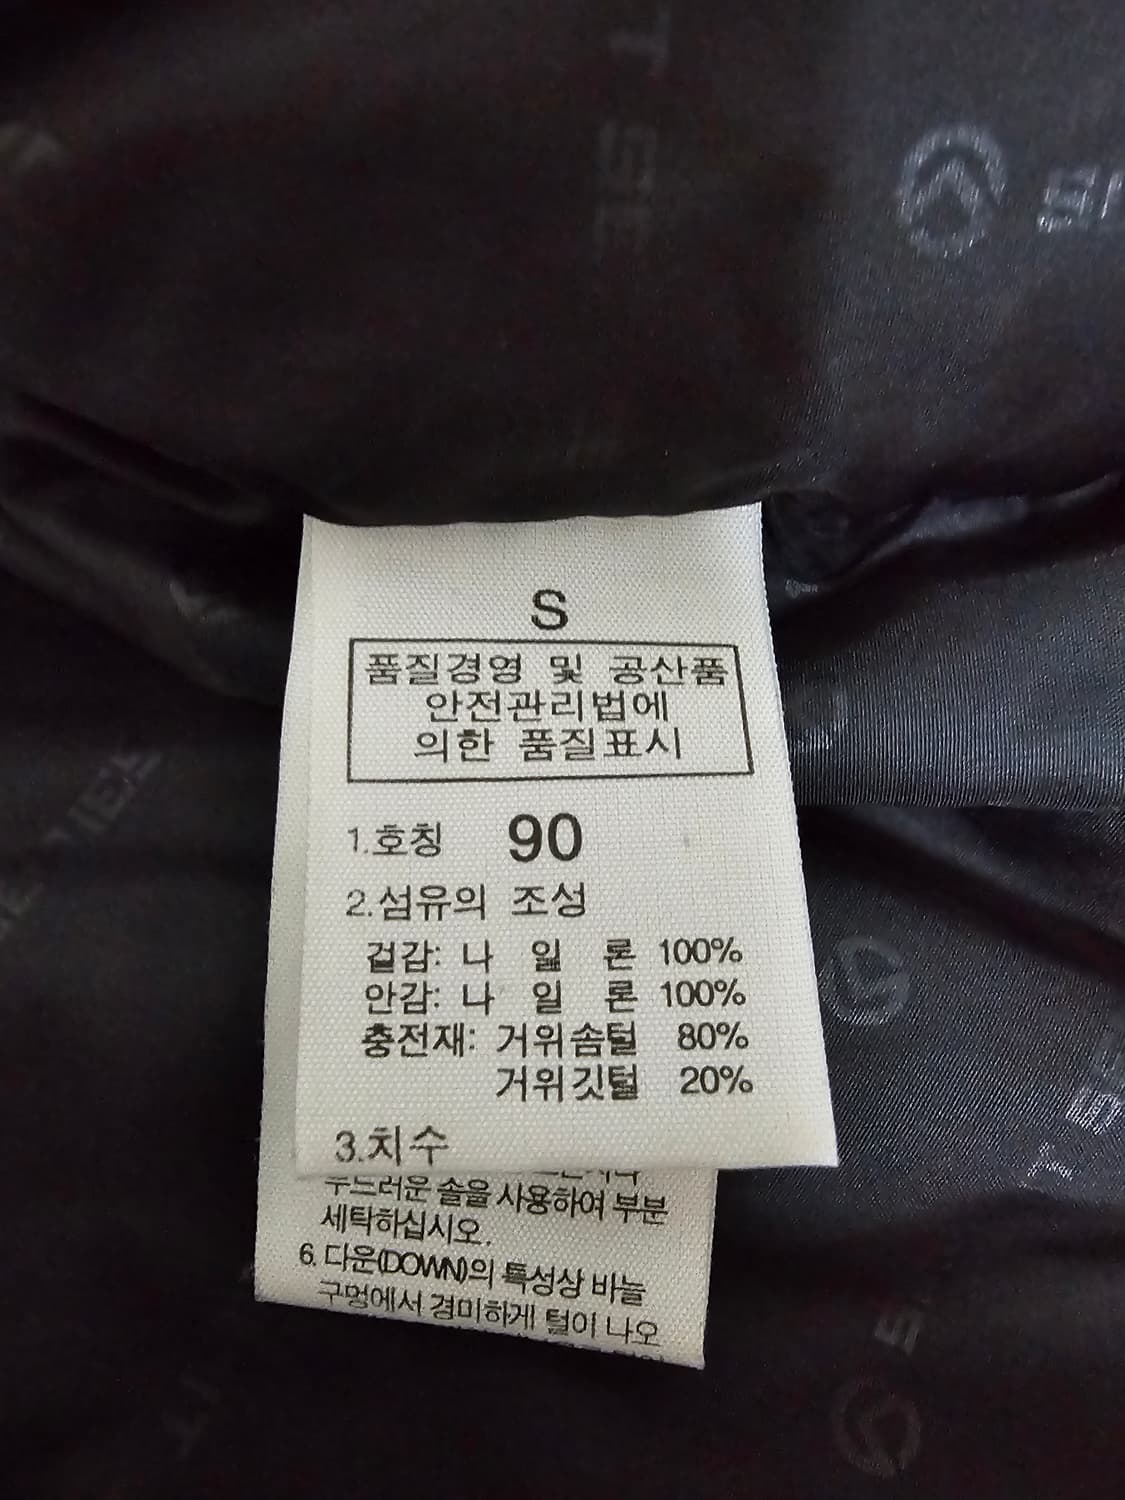 S
품질경영 및 공산품
안전관리법에
의한 품질표시
1.호칭 90
2.섬유의 조성
겉감: 나 일 론 100%
안감: 나 일 론 100%
충전재: 거위솜털 80%
거위깃털 20%
3.치수
부드러운 솔을 사용하여 부분
세탁하십시오.
6. 다운(DOWN)의 특성상 바늘
구멍에서 경미하게 털이 나오